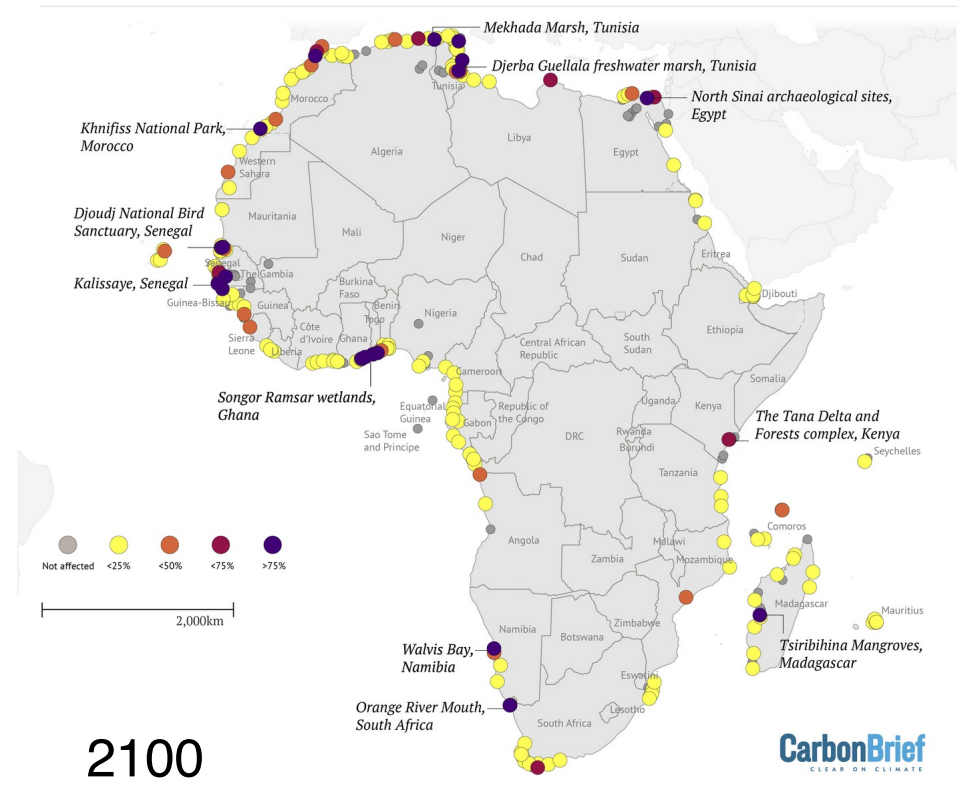 Mekhada Marsh, Tunisia
Djerba Guellala freshwater marsh, Tunisia
Tunisia
North Sinai archaeological sites,
Egypt
Morocco
Khnifiss National Park,
Morocco
Algeria
Libya
Egypt
Western
Sahara
Djoudj National Bird
Sanctuary, Senegal
Mauritania
Mali
Niger
Chad
Sudan
Eritrea
Senegal
The Gambia
Kalissaye, Senegal
Burkina
Faso
Djibouti
Guinea-Bissau
Guinea
Benin
Togo
Nigeria
Sierra
Leone
Côte
d'Ivoire
Ghana
Liberia
Central African
Republic
South
Sudan
Ethiopia
Cameroon
Somalia
Songor Ramsar wetlands,
Ghana
Equatorial
Guinea
Republic of
the Congo
Gabon
Uganda
Kenya
The Tana Delta and
Forests complex, Kenya
Sao Tome
and Principe
DRC
Rwanda
Burundi
Seychelles
Tanzania
Comoros
Not affected
<25%
<50%
<75%
>75%
Angola
Malawi
Zambia
Mozambique
2,000km
Madagascar
Mauritius
Namibia
Zimbabwe
Botswana
Walvis Bay,
Namibia
Tsiribihina Mangroves,
Madagascar
Eswatini
Orange River Mouth,
South Africa
Lesotho
South Africa
2100
CarbonBrief
CLEAR ON CLIMATE